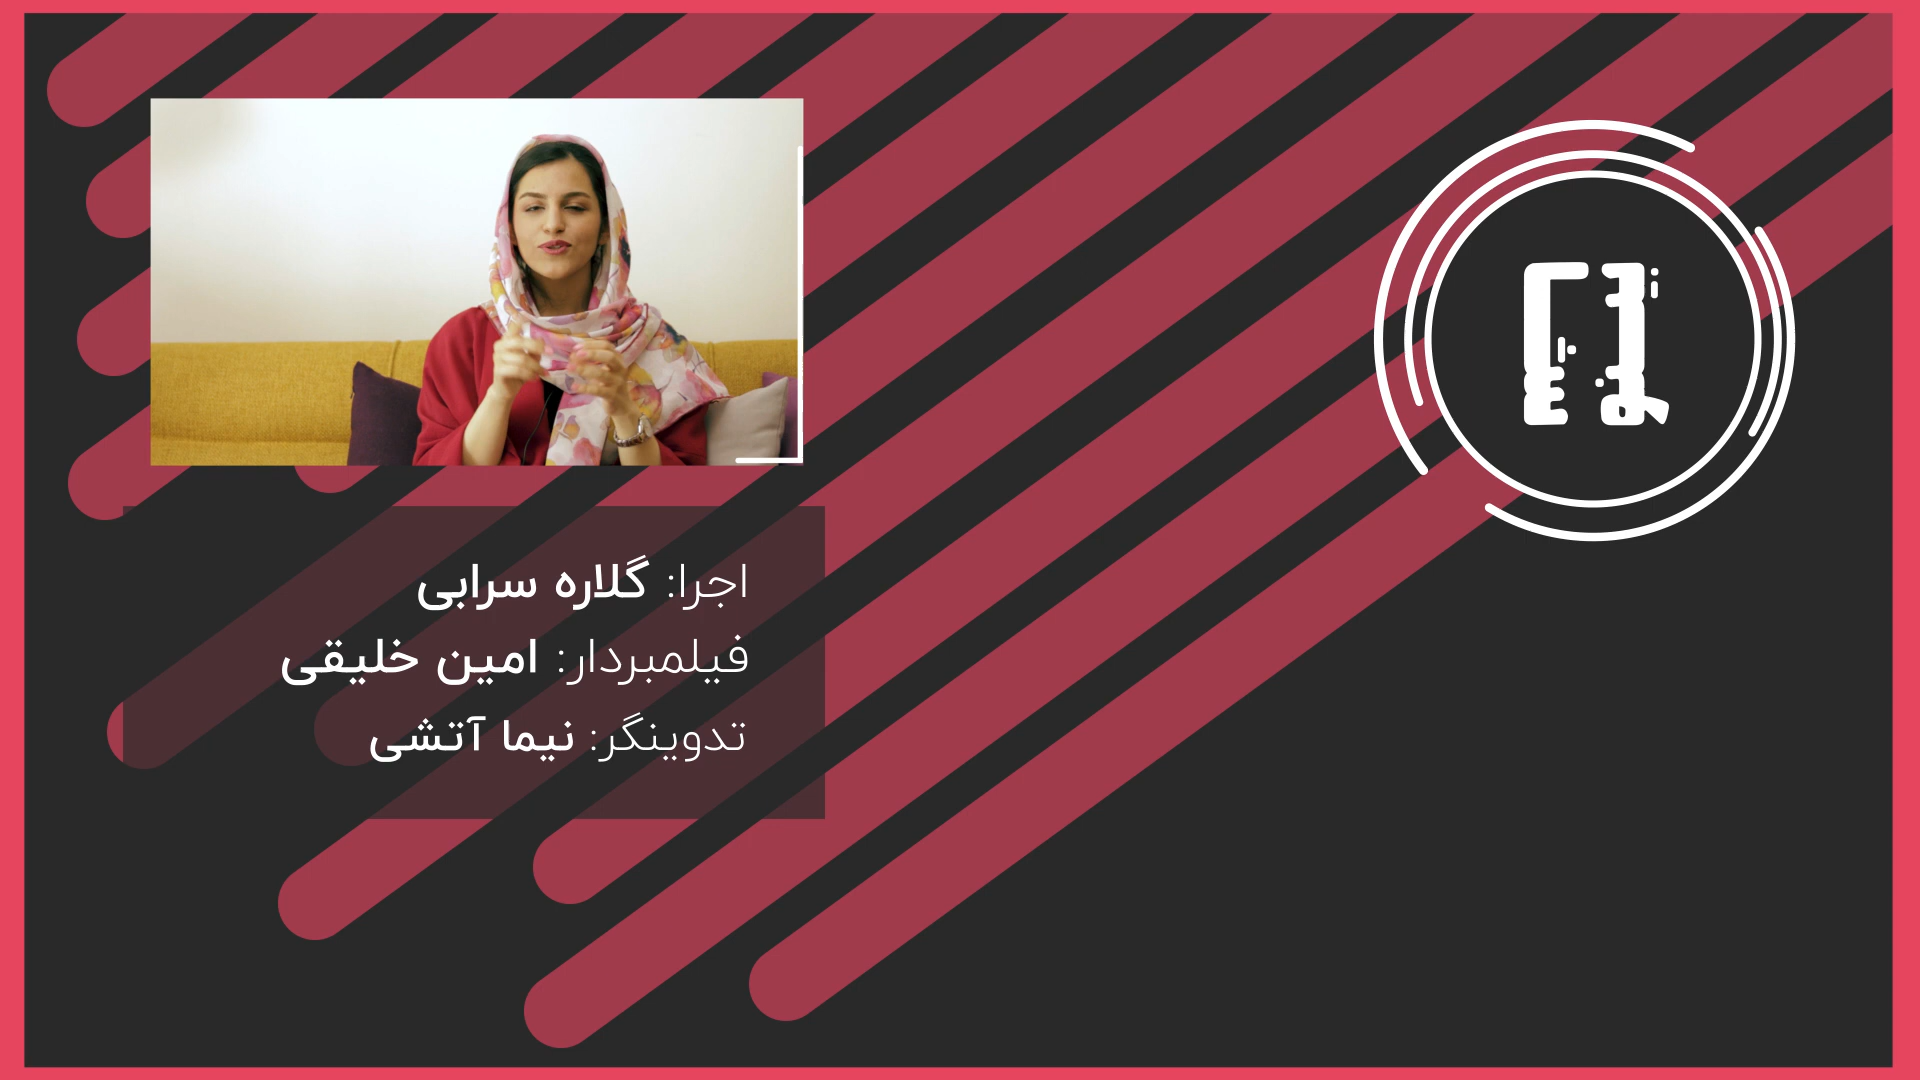 اجرا: گلاره سرابی
فیلمبردار: امین خلیقی
تدوینگر: نیما آتشی